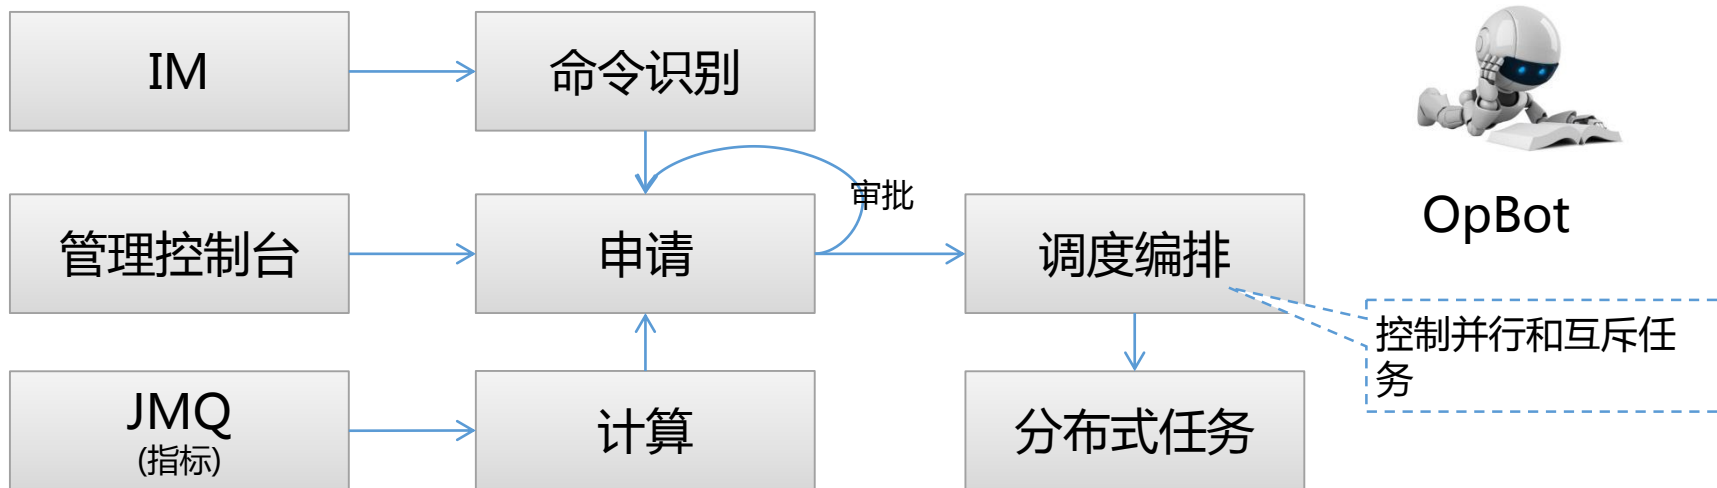 IM
命令识别
审批
管理控制台
申请
调度编排
OpBot
控制并行和互斥任
务
JMQ
(指标)
计算
分布式任务